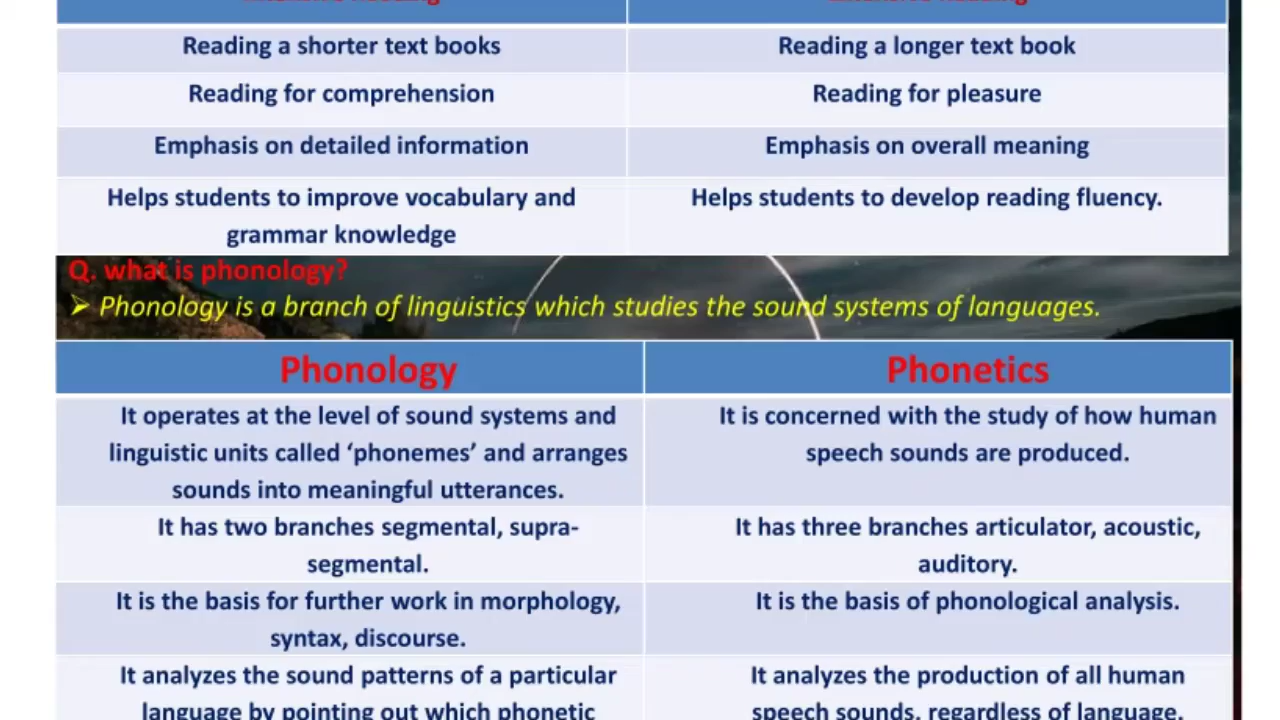 Reading a shorter text books
Reading a longer text book
Reading for comprehension
Reading for pleasure
Emphasis on detailed information
Emphasis on overall meaning
Helps students to improve vocabulary and
grammar knowledge
Helps students to develop reading fluency.
Q. what is phonology?
➢ Phonology is a branch of linguistics which studies the sound systems of languages.
Phonology
Phonetics
It operates at the level of sound systems and
linguistic units called ‘phonemes’ and arranges
sounds into meaningful utterances.
It is concerned with the study of how human
speech sounds are produced.
It has two branches segmental, supra-
segmental.
It has three branches articulator, acoustic,
auditory.
It is the basis for further work in morphology,
syntax, discourse.
It is the basis of phonological analysis.
It analyzes the sound patterns of a particular
language by pointing out which phonetic
It analyzes the production of all human
speech sounds, regardless of language.